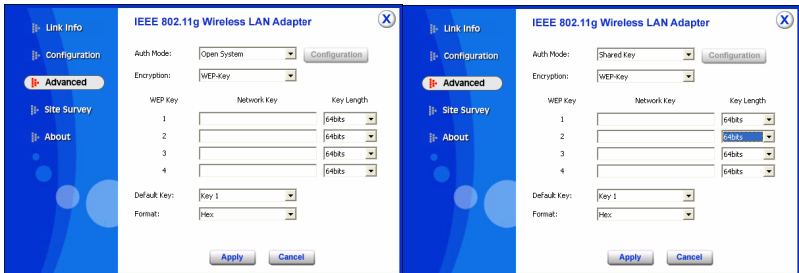 IEEE 802.11g Wireless LAN Adapter
X
Link Info
Configuration
Advanced
Site Survey
About
Auth Mode: Open System Configuration
Encryption: WEP-Key
WEP Key Network Key Key Length
1 64bits
2 64bits
3 64bits
4 64bits
Default Key: Key 1
Format: Hex
Apply Cancel
IEEE 802.11g Wireless LAN Adapter
X
Link Info
Configuration
Advanced
Site Survey
About
Auth Mode: Shared Key Configuration
Encryption: WEP-Key
WEP Key Network Key Key Length
1 64bits
2 64bits
3 64bits
4 64bits
Default Key: Key 1
Format: Hex
Apply Cancel